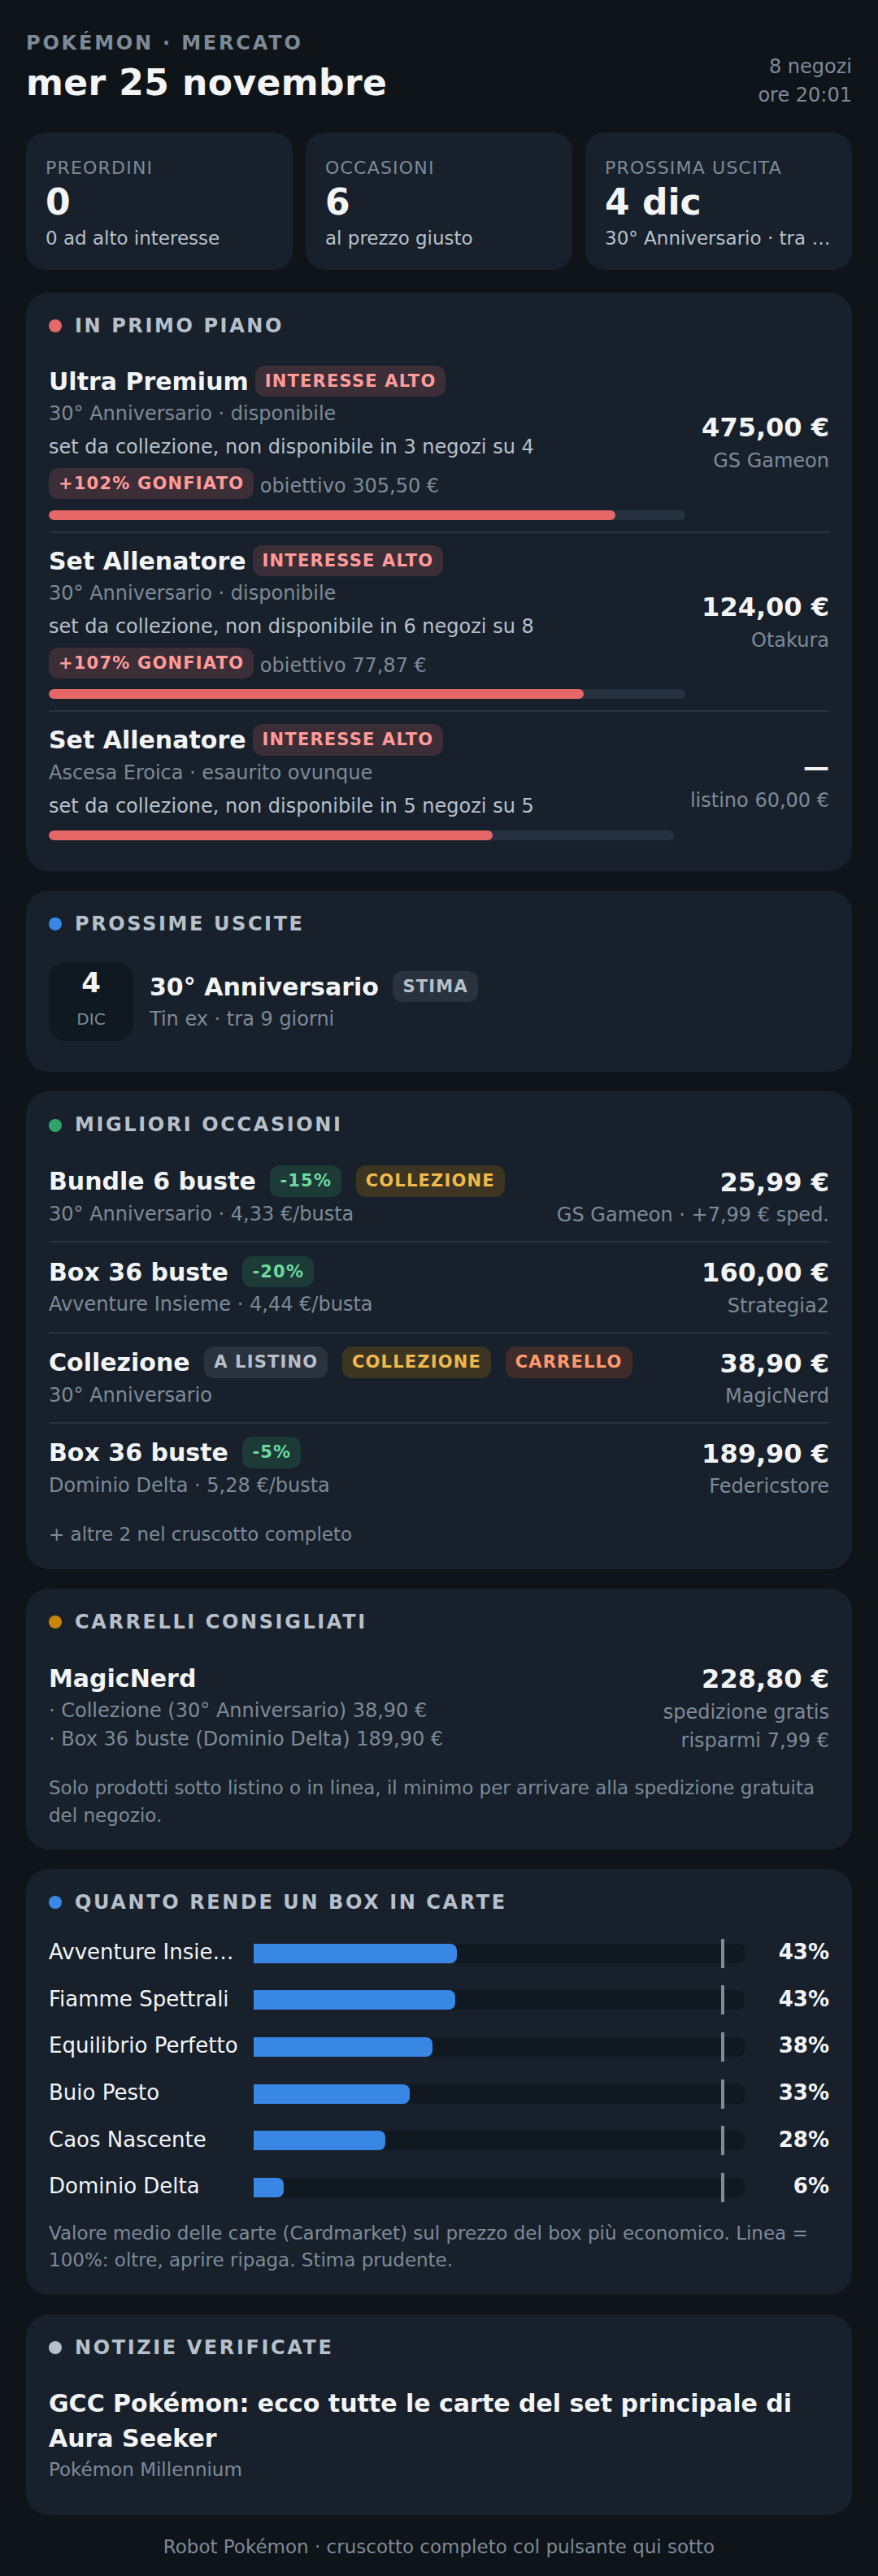 POKÉMON · MERCATO
mer 25 novembre
8 negozi
ore 20:01
PREORDINI
0
0 ad alto interesse
OCCASIONI
6
al prezzo giusto
PROSSIMA USCITA
4 dic
30° Anniversario · tra …
IN PRIMO PIANO
Ultra Premium INTERESSE ALTO
30° Anniversario · disponibile
set da collezione, non disponibile in 3 negozi su 4
+102% GONFIATO obiettivo 305,50 €
475,00 €
GS Gameon
Set Allenatore INTERESSE ALTO
30° Anniversario · disponibile
set da collezione, non disponibile in 6 negozi su 8
+107% GONFIATO obiettivo 77,87 €
124,00 €
Otakura
Set Allenatore INTERESSE ALTO
Ascesa Eroica · esaurito ovunque
set da collezione, non disponibile in 5 negozi su 5
—
listino 60,00 €
PROSSIME USCITE
4
DIC
30° Anniversario STIMA
Tin ex · tra 9 giorni
MIGLIORI OCCASIONI
Bundle 6 buste -15% COLLEZIONE
30° Anniversario · 4,33 €/busta
25,99 €
GS Gameon · +7,99 € sped.
Box 36 buste -20%
Avventure Insieme · 4,44 €/busta
160,00 €
Strategia2
Collezione A LISTINO COLLEZIONE CARRELLO
30° Anniversario
38,90 €
MagicNerd
Box 36 buste -5%
Dominio Delta · 5,28 €/busta
189,90 €
Federicstore
+ altre 2 nel cruscotto completo
CARRELLI CONSIGLIATI
MagicNerd
· Collezione (30° Anniversario) 38,90 €
· Box 36 buste (Dominio Delta) 189,90 €
228,80 €
spedizione gratis
risparmi 7,99 €
Solo prodotti sotto listino o in linea, il minimo per arrivare alla spedizione gratuita
del negozio.
QUANTO RENDE UN BOX IN CARTE
Avventure Insie… 43%
Fiamme Spettrali 43%
Equilibrio Perfetto 38%
Buio Pesto 33%
Caos Nascente 28%
Dominio Delta 6%
Valore medio delle carte (Cardmarket) sul prezzo del box più economico. Linea =
100%: oltre, aprire ripaga. Stima prudente.
NOTIZIE VERIFICATE
GCC Pokémon: ecco tutte le carte del set principale di
Aura Seeker
Pokémon Millennium
Robot Pokémon · cruscotto completo col pulsante qui sotto